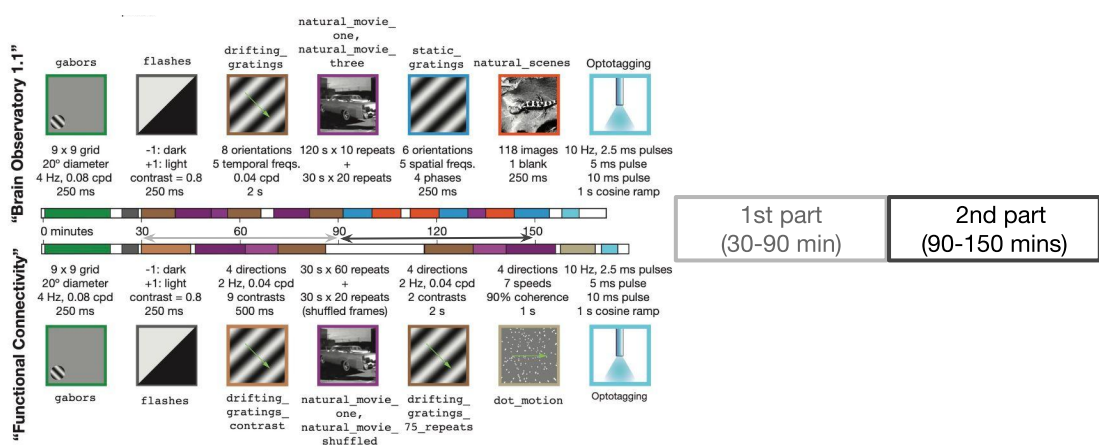 "Brain Observatory 1.1"
gabors
flashes
drifting_
gratings
natural_movie_
one,
natural_movie_
three
static_
gratings
natural_scenes
Optotagging
9 x 9 grid
20º diameter
4 Hz, 0.08 cpd
250 ms
-1: dark
+1: light
contrast = 0.8
250 ms
8 orientations
5 temporal freqs.
0.04 cpd
2 s
120 s x 10 repeats
+
30 s x 20 repeats
6 orientations
5 spatial freqs.
4 phases
250 ms
118 images
1 blank
250 ms
10 Hz, 2.5 ms pulses
5 ms pulse
10 ms pulse
1 s cosine ramp
0 minutes 30 60 90 120 150
1st part
(30-90 min)
2nd part
(90-150 mins)
"Functional Connectivity"
9 x 9 grid
20º diameter
4 Hz, 0.08 cpd
250 ms
-1: dark
+1: light
contrast = 0.8
250 ms
4 directions
2 Hz, 0.04 cpd
9 contrasts
500 ms
30 s x 60 repeats
+
30 s x 20 repeats
(shuffled frames)
4 directions
2 Hz, 0.04 cpd
2 contrasts
2 s
4 directions
7 speeds
90% coherence
1 s
10 Hz, 2.5 ms pulses
5 ms pulse
10 ms pulse
1 s cosine ramp
gabors
flashes
drifting_
gratings_
contrast
natural_movie_
one,
natural_movie_
shuffled
drifting_
gratings_
75_repeats
dot_motion
Optotagging